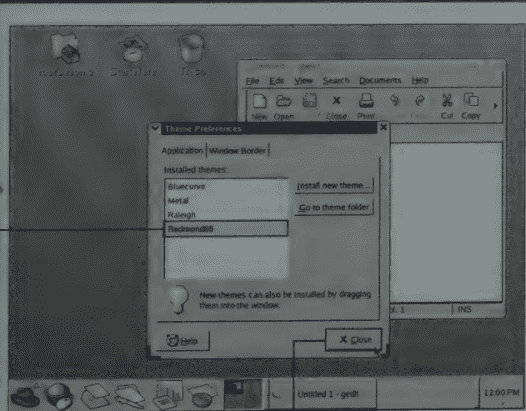 Trash
File Edit View Search Documents Help
New Open Close Print Cut Copy
Theme Preferences
Application Window Border
Installed themes:
Bluecurve
Metal
Raleigh
Redmond95
Install new theme...
Go to theme folder
New themes can also be installed by dragging
them into the window.
Help
Close
INS
Untitled 1 - gedit
12:00 PM